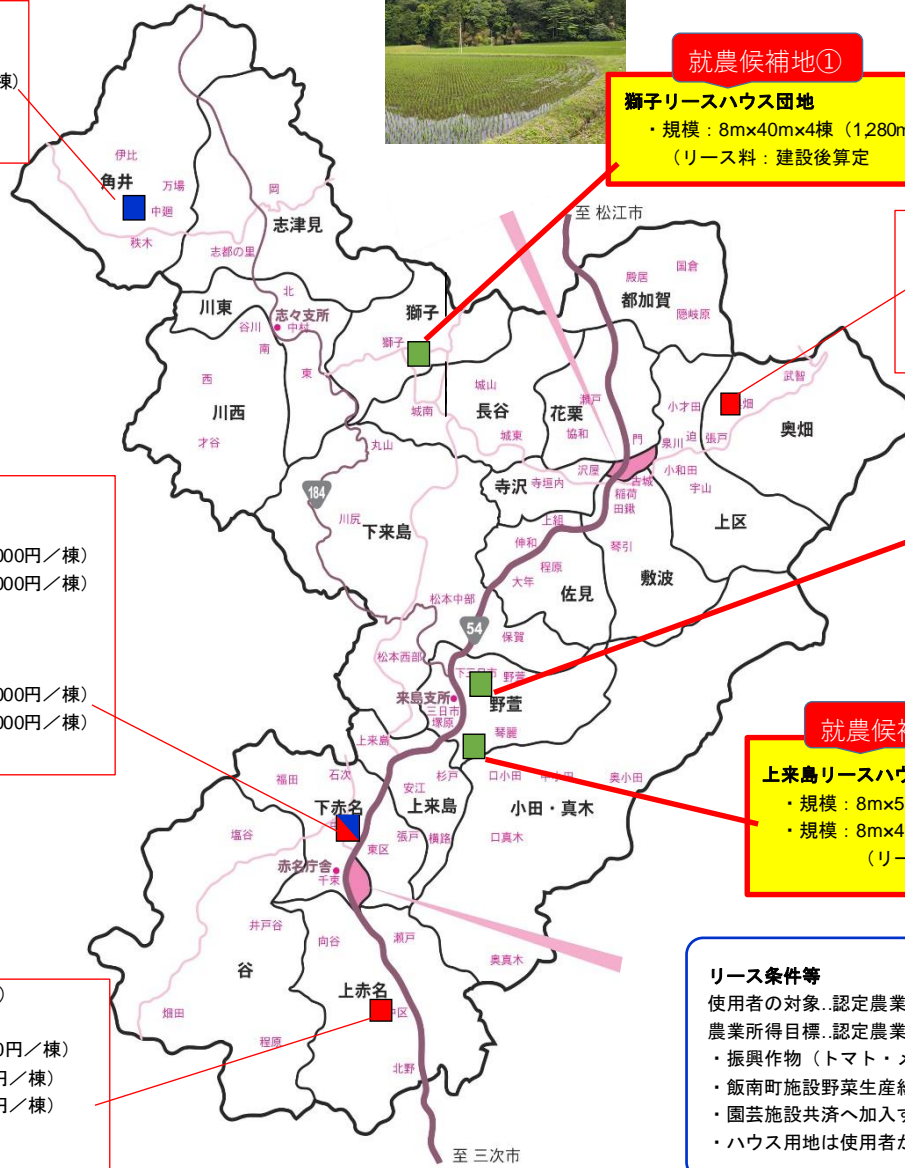 棟)
就農候補地①
獅子リースハウス団地
・規模：8m×40m×4棟（1,280m
（リース料：建設後算定
至 松江市
伊比
角井
万場
中廻
秩木
岡
志津見
志都の里
北
川東
志々支所
谷川
中村
南
東
西
川西
才谷
獅子
獅子
城山
長谷
城南
城東
丸山
殿居
国倉
都加賀
隠岐原
瀬戸
花栗
協和
門
沢屋
小才田
泉川
迫
張戸
武智
畑
奥畑
小和田
宇山
古城
稲荷
田鍬
寺沢
寺垣内
上区
184
川尻
下来島
上組
伸和
程原
大年
佐見
琴引
敷波
松本中部
54
保賀
松本西部
野萱
来島支所
三日市
塚原
野萱
琴麗
000円／棟）
000円／棟）
000円／棟）
000円／棟）
上来島
杉戸
安江
上来島
張戸
横路
口小田
奥小田
小田・真木
口真木
奥真木
就農候補
上来島リースハウ
・規模：8m×5
・規模：8m×4
（リー
福田
石次
下赤名
塩谷
東区
赤名庁舎
千束
井戸谷
谷
向谷
瀬戸
上赤名
中区
畑田
程原
北野
)
0円／棟）
円／棟）
円／棟）
至 三次市
リース条件等
使用者の対象‥認定農業
農業所得目標‥認定農業
・振興作物（トマト・メ
・飯南町施設野菜生産組
・園芸施設共済へ加入す
・ハウス用地は使用者が